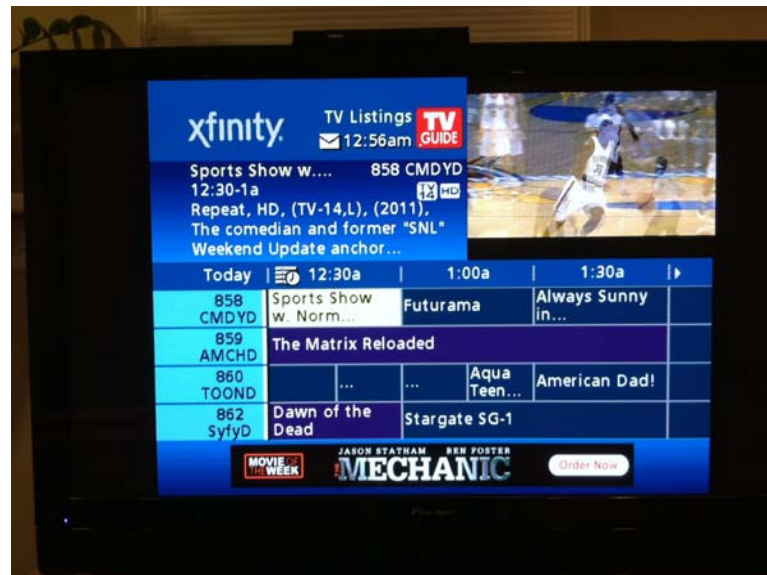 xfinity.
TV Listings
12:56am
TV
GUIDE
Sports Show w.... 858 CMDYD
12:30-1a
TV
14
HD
Repeat, HD, (TV-14,L), (2011),
The comedian and former "SNL"
Weekend Update anchor...
Today 12:30a 1:00a 1:30a
858
CMDYD
Sports Show
w. Norm...
Futurama
Always Sunny
in...
859
AMCHD
The Matrix Reloaded
860
TOOND
...
...
Aqua
Teen...
American Dad!
862
SyfyD
Dawn of the
Dead
Stargate SG-1
MOVIE OF
THE WEEK
JASON STATHAM BEN FOSTER
THE MECHANIC
Order Now